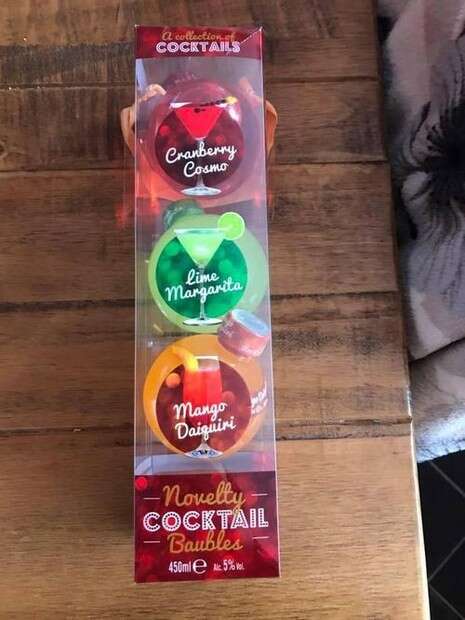 A collection of
COCKTAILS
Cranberry
Cosmo
Lime
Margarita
Mango
Daiquiri
Novelty
COCKTAIL
Baubles
450ml e Alc. 5% Vol.